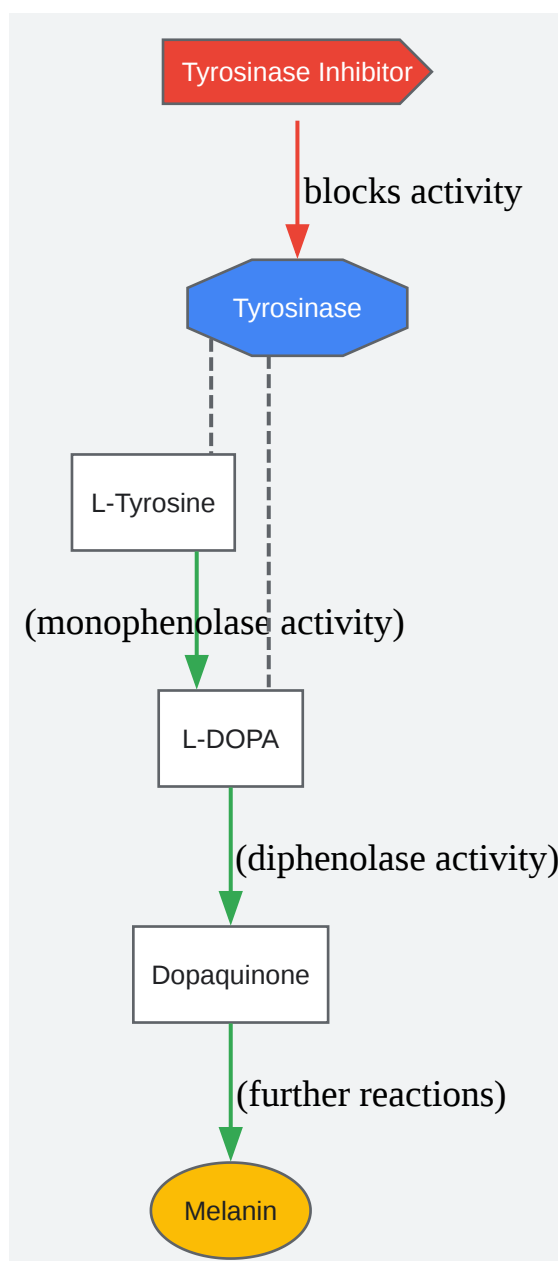 Tyrosinase Inhibitor
blocks activity
Tyrosinase
L-Tyrosine
(monophenolase activity)
L-DOPA
(diphenolase activity)
Dopaquinone
(further reactions)
Melanin